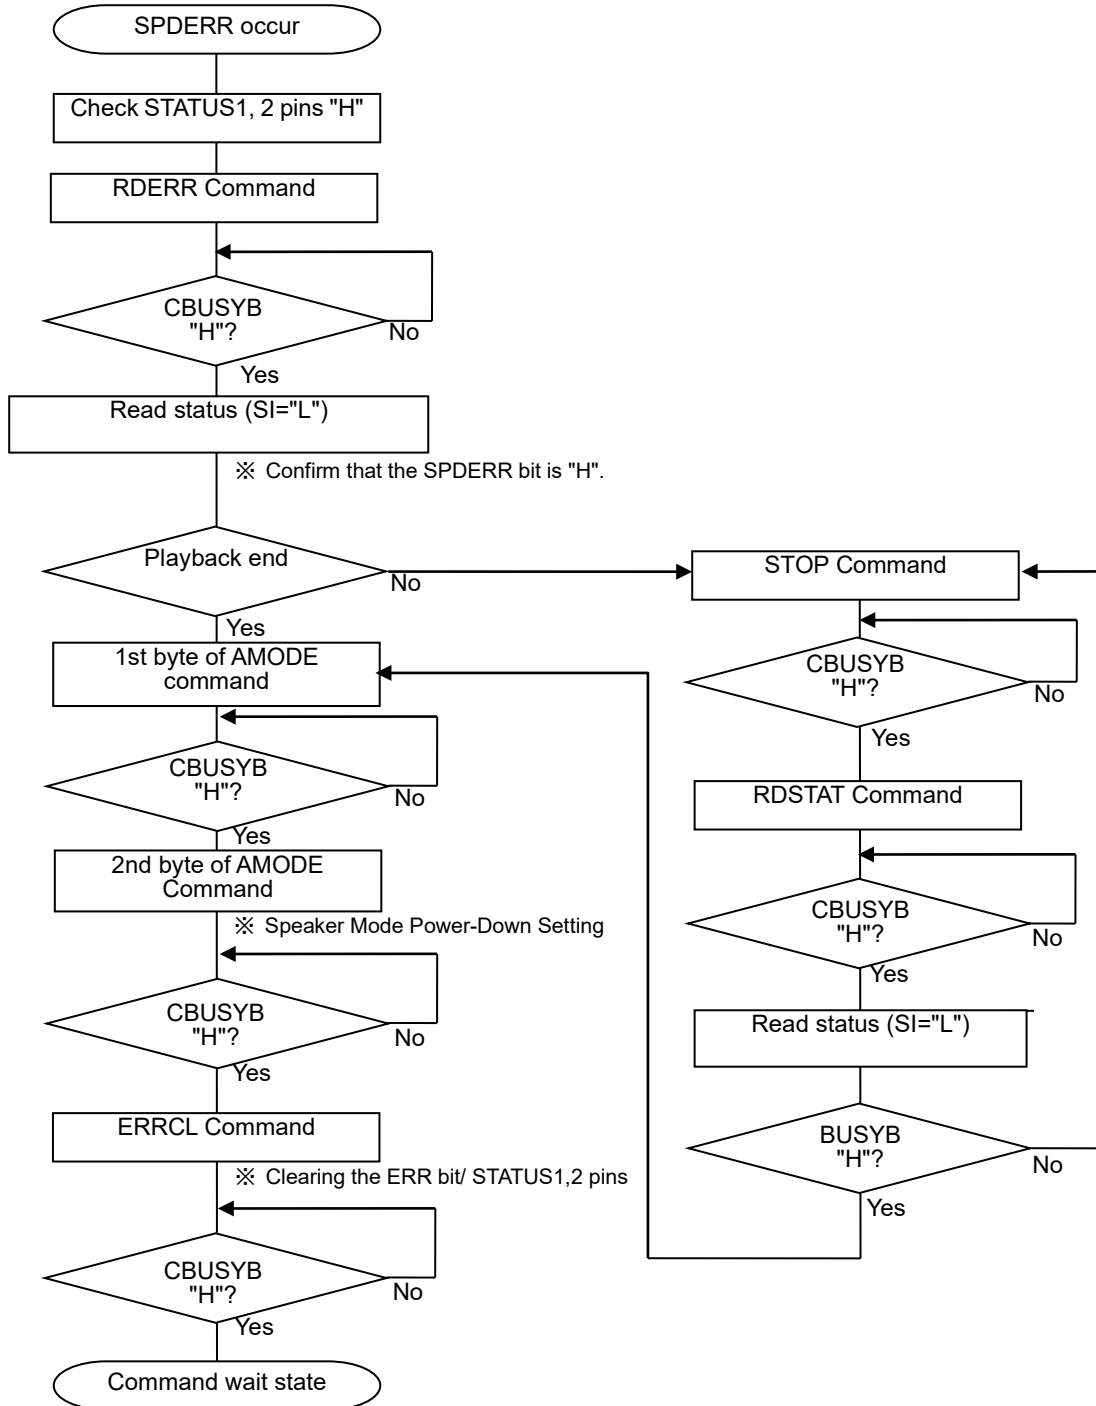 SPDERR occur
Check STATUS1, 2 pins "H"
RDERR Command
CBUSYB
"H"?
No
Yes
Read status (SI="L")
※ Confirm that the SPDERR bit is "H".
Playback end
No
Yes
1st byte of AMODE
command
CBUSYB
"H"?
No
Yes
2nd byte of AMODE
Command
※ Speaker Mode Power-Down Setting
CBUSYB
"H"?
No
Yes
ERRCL Command
※ Clearing the ERR bit/ STATUS1,2 pins
CBUSYB
"H"?
No
Yes
Command wait state
STOP Command
CBUSYB
"H"?
No
Yes
RDSTAT Command
CBUSYB
"H"?
No
Yes
Read status (SI="L")
BUSYB
"H"?
No
Yes